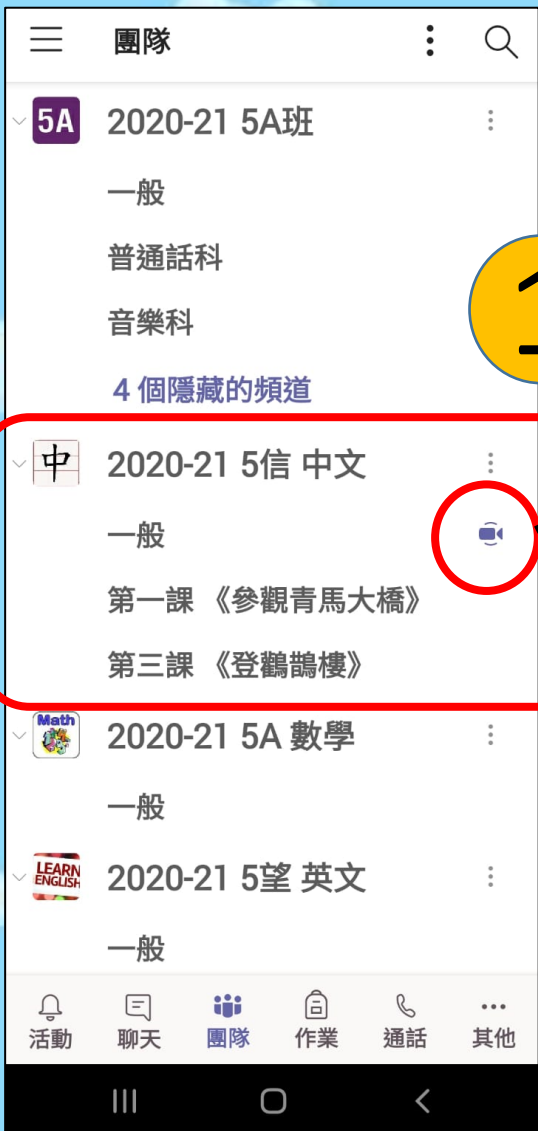 團隊
5A 2020-21 5A班
一般
普通話科
音樂科
1
4 個隱藏的頻道
中 2020-21 5信 中文
一般
第一課 《參觀青馬大橋》
第三課 《登鸛鵲樓》
Math 2020-21 5A 數學
一般
LEARN ENGLISH 2020-21 5望 英文
一般
活動 聊天 團隊 作業 通話 其他